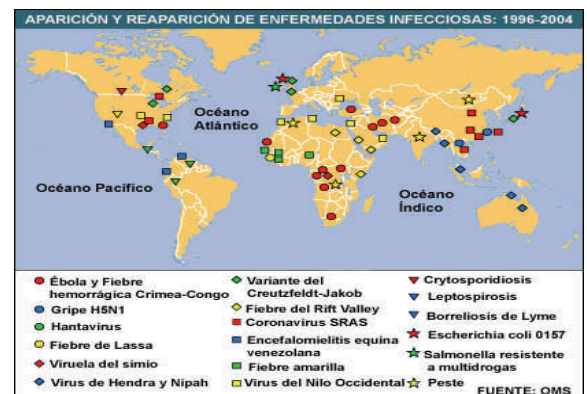 APARICIÓN Y REAPARICIÓN DE ENFERMEDADES INFECCIOSAS: 1996-2004
Océano
Atlántico
Océano Pacífico
Océano
Índico
Ébola y Fiebre
hemorrágica Crimea-Congo
Gripe H5N1
Hantavirus
Fiebre de Lassa
Viruela del simio
Virus de Hendra y Nipah
Variante del
Creutzfeldt-Jakob
Fiebre del Rift Valley
Coronavirus SRAS
Encefalomielitis equina
venezolana
Fiebre amarilla
Virus del Nilo Occidental
Crytosporidiosis
Leptospirosis
Borreliosis de Lyme
Escherichia coli 0157
Salmonella resistente
a multidrogas
Peste
FUENTE: OMS